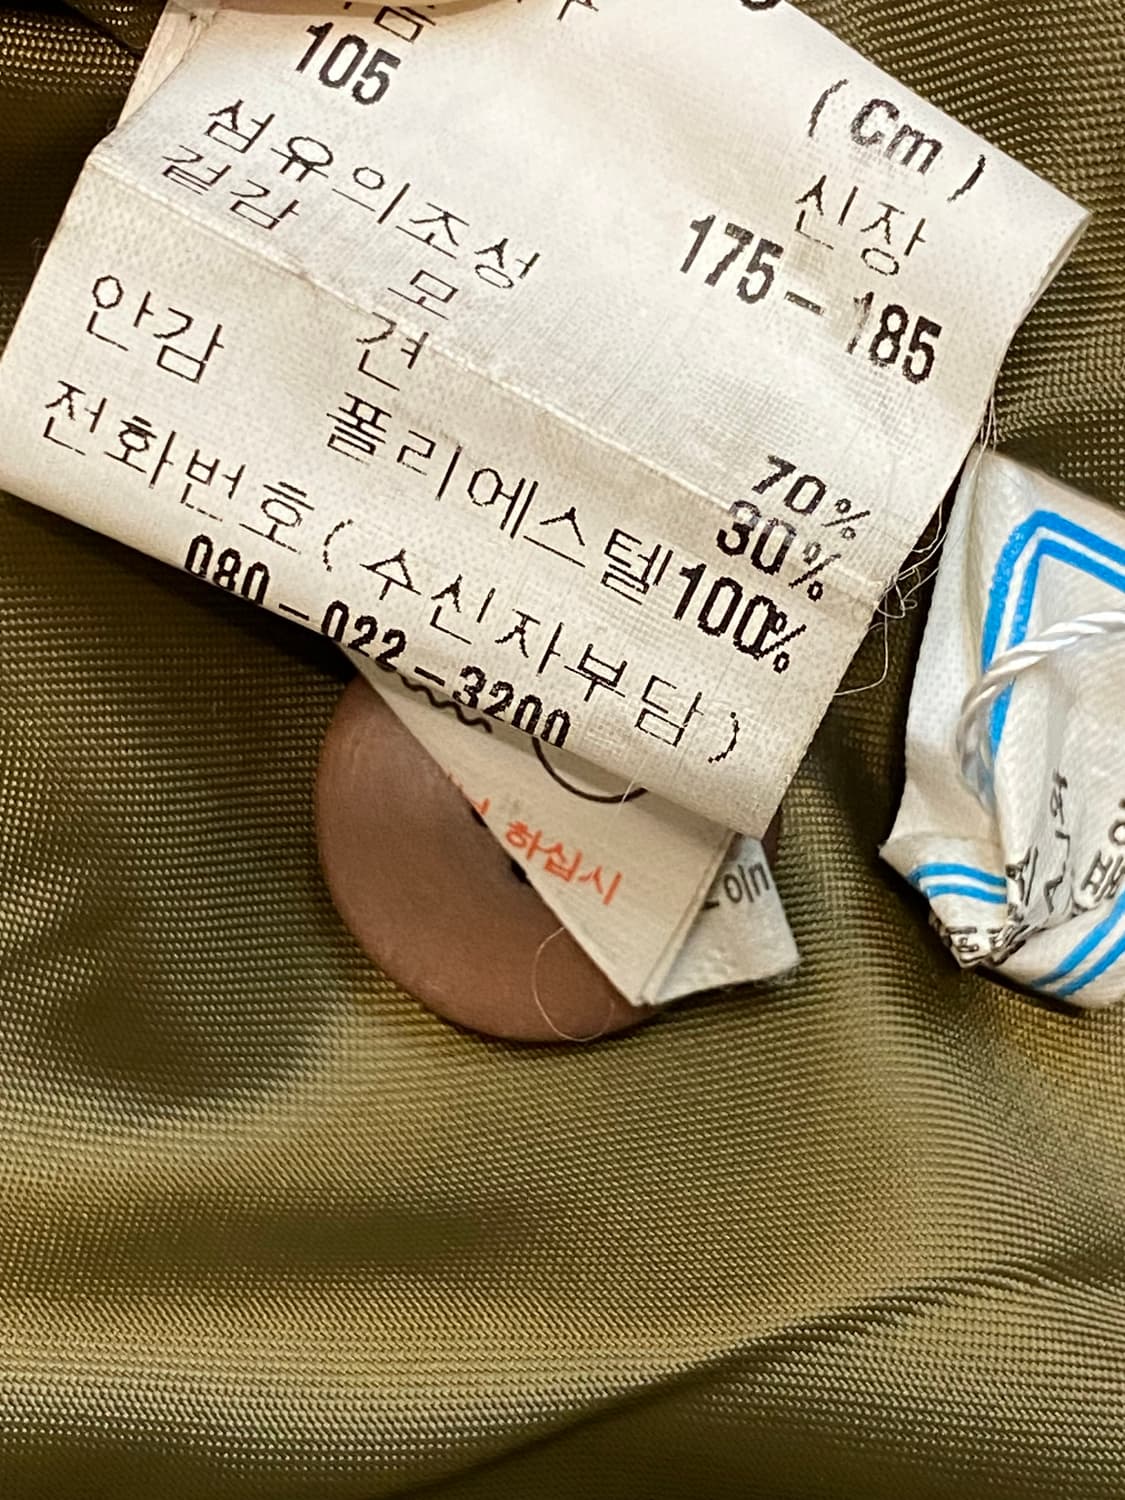 105
( Cm )
신장
175-185
섬유의조성
겉감 모 70%
견 30%
안감 폴리에스텔100%
전화번호(수신자부담)
080-022-3200
하십시